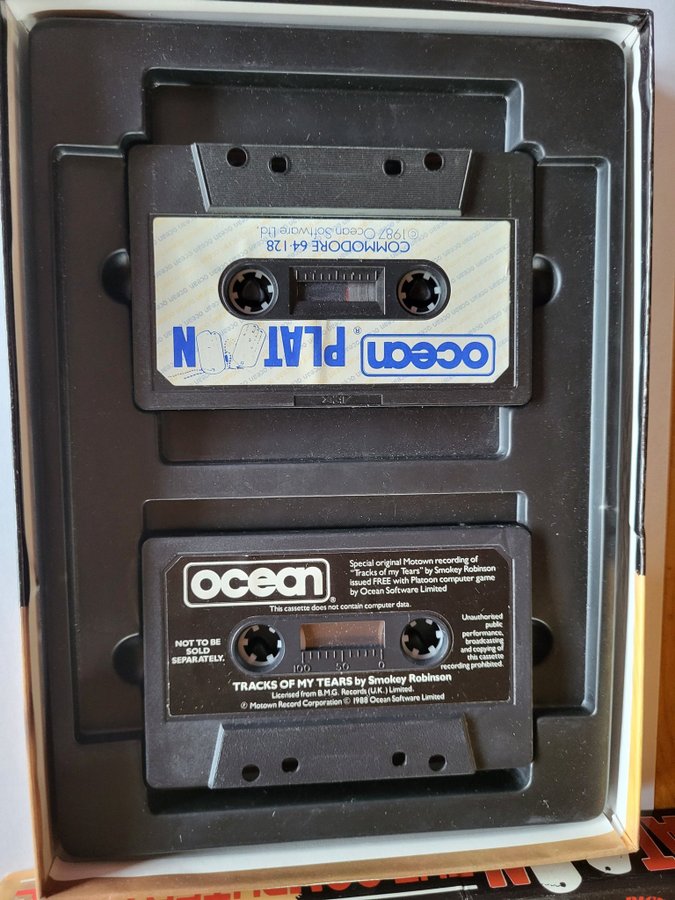 ocean® PLATOON
COMMODORE 64·128
©1987 Ocean Software Ltd.
ocean®
Special original Motown recording of
"Tracks of my Tears" by Smokey Robinson
issued FREE with Platoon computer game
by Ocean Software Limited
This cassette does not contain computer data.
NOT TO BE
SOLD
SEPARATELY.
Unauthorised
public
performance,
broadcasting
and copying of
this cassette
recording prohibited.
100 50 0
TRACKS OF MY TEARS by Smokey Robinson
Licensed from B.M.G. Records (U.K.) Limited.
℗ Motown Record Corporation © 1988 Ocean Software Limited